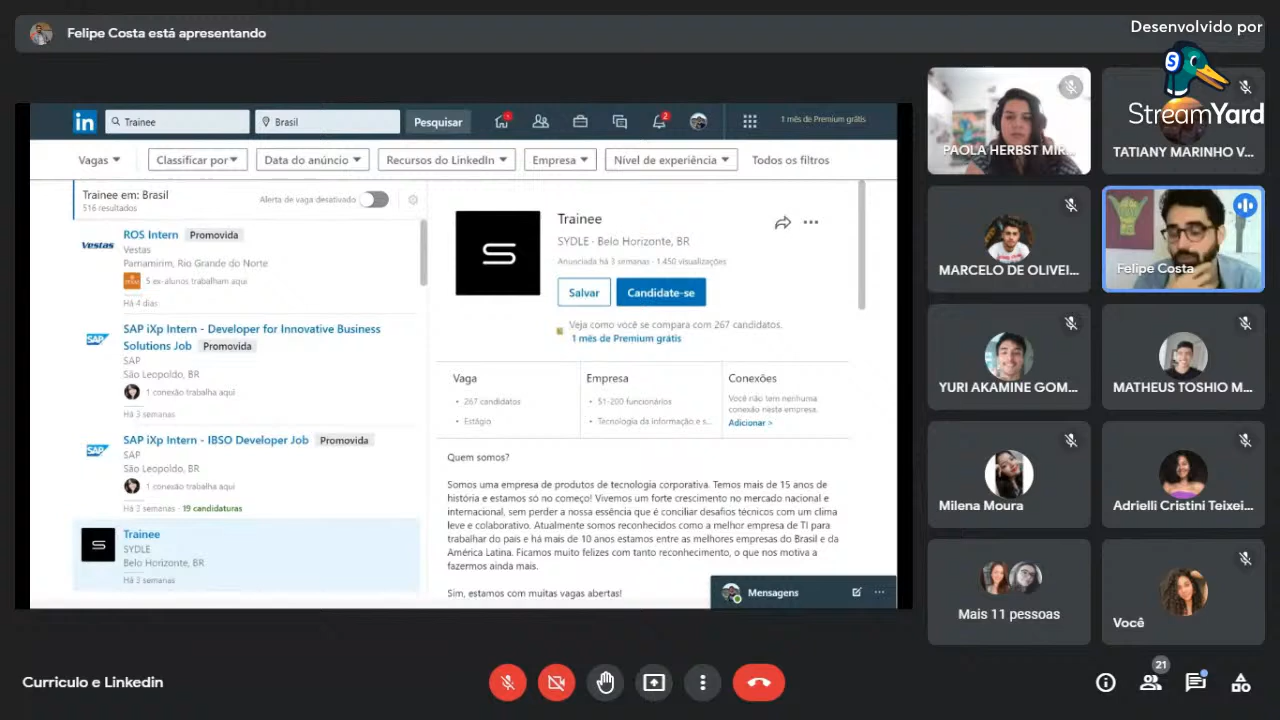 Felipe Costa está apresentando
Desenvolvido por
StreamYard
in
Trainee
Brasil
Pesquisar
1 mês de Premium grátis
Vagas
Classificar por
Data do anúncio
Recursos do LinkedIn
Empresa
Nível de experiência
Todos os filtros
Trainee em: Brasil
516 resultados
Alerta de vaga desativado
Vestas
ROS Intern Promovida
Vestas
Parnamirim, Rio Grande do Norte
5 ex-alunos trabalham aqui
Há 4 dias
SAP
SAP iXp Intern - Developer for Innovative Business
Solutions Job Promovida
SAP
São Leopoldo, BR
1 conexão trabalha aqui
Há 3 semanas
SAP
SAP iXp Intern - IBSO Developer Job Promovida
SAP
São Leopoldo, BR
1 conexão trabalha aqui
Há 3 semanas · 19 candidaturas
Trainee
SYDLE
Belo Horizonte, BR
Há 3 semanas
Trainee
SYDLE · Belo Horizonte, BR
Anunciada há 3 semanas · 1.450 visualizações
Salvar
Candidate-se
Veja como você se compara com 267 candidatos.
1 mês de Premium grátis
Vaga
• 267 candidatos
• Estágio
Empresa
• 51-200 funcionários
• Tecnologia da informação e s...
Conexões
Você não tem nenhuma
conexão nesta empresa.
Adicionar >
Quem somos?
Somos uma empresa de produtos de tecnologia corporativa. Temos mais de 15 anos de
história e estamos só no começo! Vivemos um forte crescimento no mercado nacional e
internacional, sem perder a nossa essência que é conciliar desafios técnicos com um clima
leve e colaborativo. Atualmente somos reconhecidos como a melhor empresa de TI para
trabalhar do país e há mais de 10 anos estamos entre as melhores empresas do Brasil e da
América Latina. Ficamos muito felizes com tanto reconhecimento, o que nos motiva a
fazermos ainda mais.
Sim, estamos com muitas vagas abertas!
Mensagens
PAOLA HERBST MIR...
TATIANY MARINHO V...
MARCELO DE OLIVEI...
Felipe Costa
YURI AKAMINE GOM...
MATHEUS TOSHIO M...
Milena Moura
Adrielli Cristini Teixei...
Mais 11 pessoas
Você
Curriculo e Linkedin
21